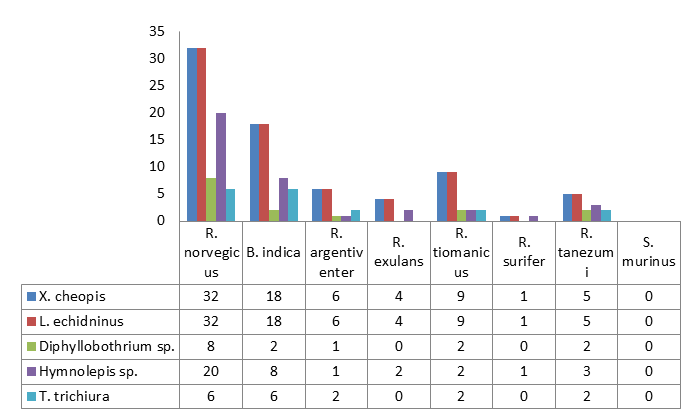 35
30
25
20
15
10
5
0
R. norvegic us B. indica R. argentiv enter R. exulans R. tiomanic us R. surifer R. tanezum i S. murinus
X. cheopis 32 18 6 4 9 1 5 0
L. echidninus 32 18 6 4 9 1 5 0
Diphyllobothrium sp. 8 2 1 0 2 0 2 0
Hymnolepis sp. 20 8 1 2 2 1 3 0
T. trichiura 6 6 2 0 2 0 2 0